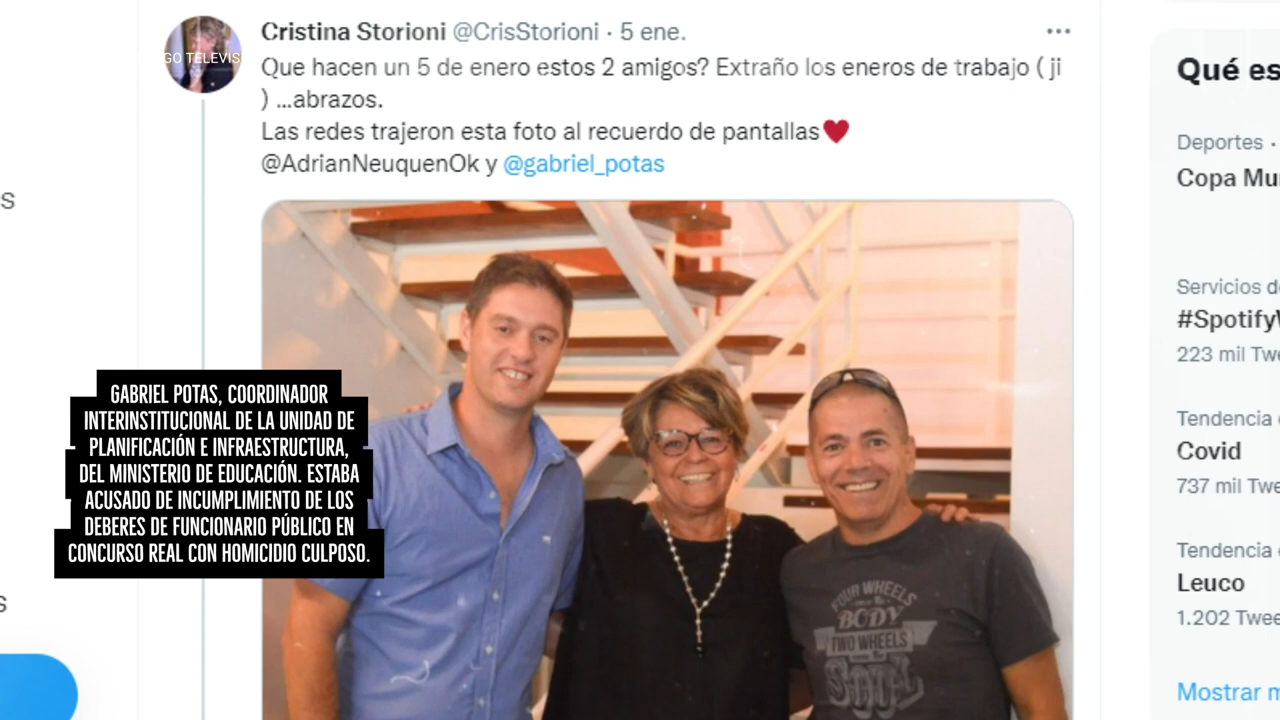 Cristina Storioni @CrisStorioni · 5 ene.
GO TELEVIS
Que hacen un 5 de enero estos 2 amigos? Extraño los eneros de trabajo ( ji
) ...abrazos.
Las redes trajeron esta foto al recuerdo de pantallas
@AdrianNeuquenOk y @gabriel_potas
GABRIEL POTAS, COORDINADOR
INTERINSTITUCIONAL DE LA UNIDAD DE
PLANIFICACIÓN E INFRAESTRUCTURA,
DEL MINISTERIO DE EDUCACIÓN. ESTABA
ACUSADO DE INCUMPLIMIENTO DE LOS
DEBERES DE FUNCIONARIO PÚBLICO EN
CONCURSO REAL CON HOMICIDIO CULPOSO.
FOUR WHEELS
BODY
TWO WHEELS
SOUL
s
s
Qué es
Deportes ·
Copa Mu
Servicios d
#Spotify
223 mil Twe
Tendencia
Covid
737 mil Twe
Tendencia
Leuco
1.202 Twee
Mostrar m